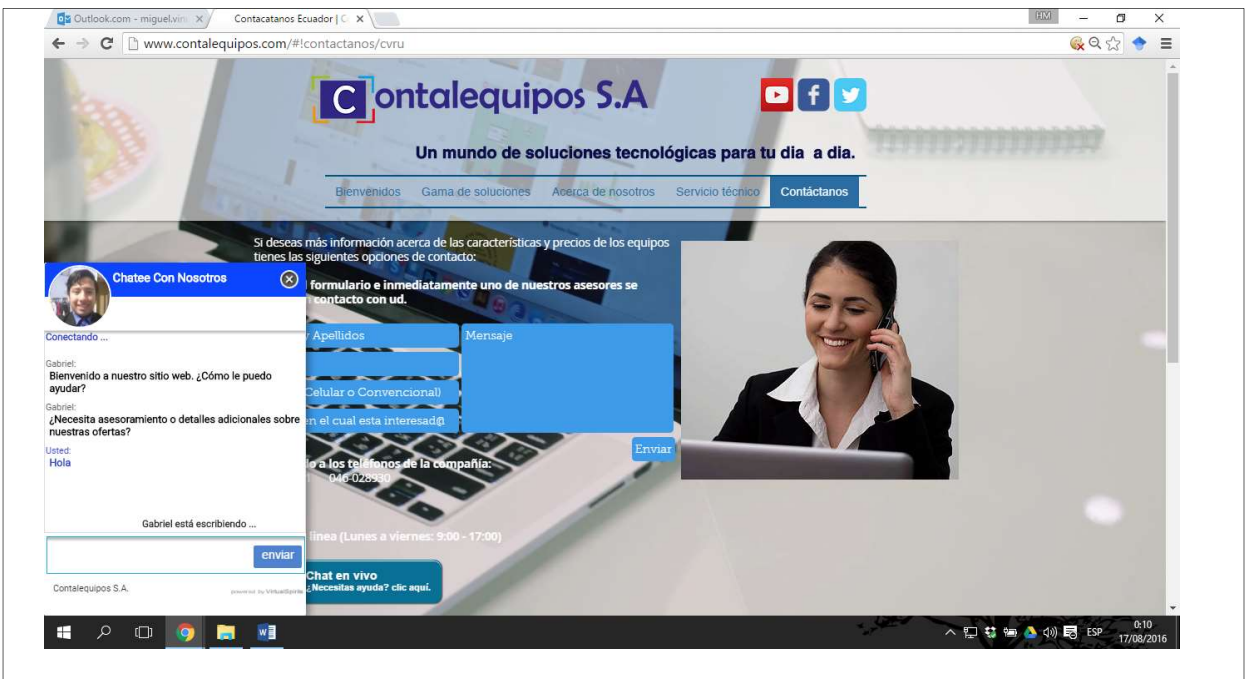 Outlook.com - miguel.vin
Contacatanos Ecuador | C
HM
www.contalequipos.com/#!contactanos/cvru
Contalequipos S.A
Un mundo de soluciones tecnológicas para tu dia a dia.
Bienvenidos Gama de soluciones Acerca de nosotros Servicio técnico Contáctanos
Si deseas más información acerca de las características y precios de los equipos
tienes las siguientes opciones de contacto:
formulario e inmediatamente uno de nuestros asesores se
contacto con ud.
y Apellidos
Mensaje
Celular o Convencional)
en el cual esta interesad@
Enviar
a los teléfonos de la compañía:
046-028930
linea (Lunes a viernes: 9:00 - 17:00)
Chat en vivo
¿Necesitas ayuda? clic aquí.
Chatee Con Nosotros
Conectando ...
Gabriel:
Bienvenido a nuestro sitio web. ¿Cómo le puedo
ayudar?
Gabriel:
¿Necesita asesoramiento o detalles adicionales sobre
nuestras ofertas?
Usted:
Hola
Gabriel está escribiendo ...
enviar
Contalequipos S.A.
powered by VirtualSpirits
ESP
0:10
17/08/2016